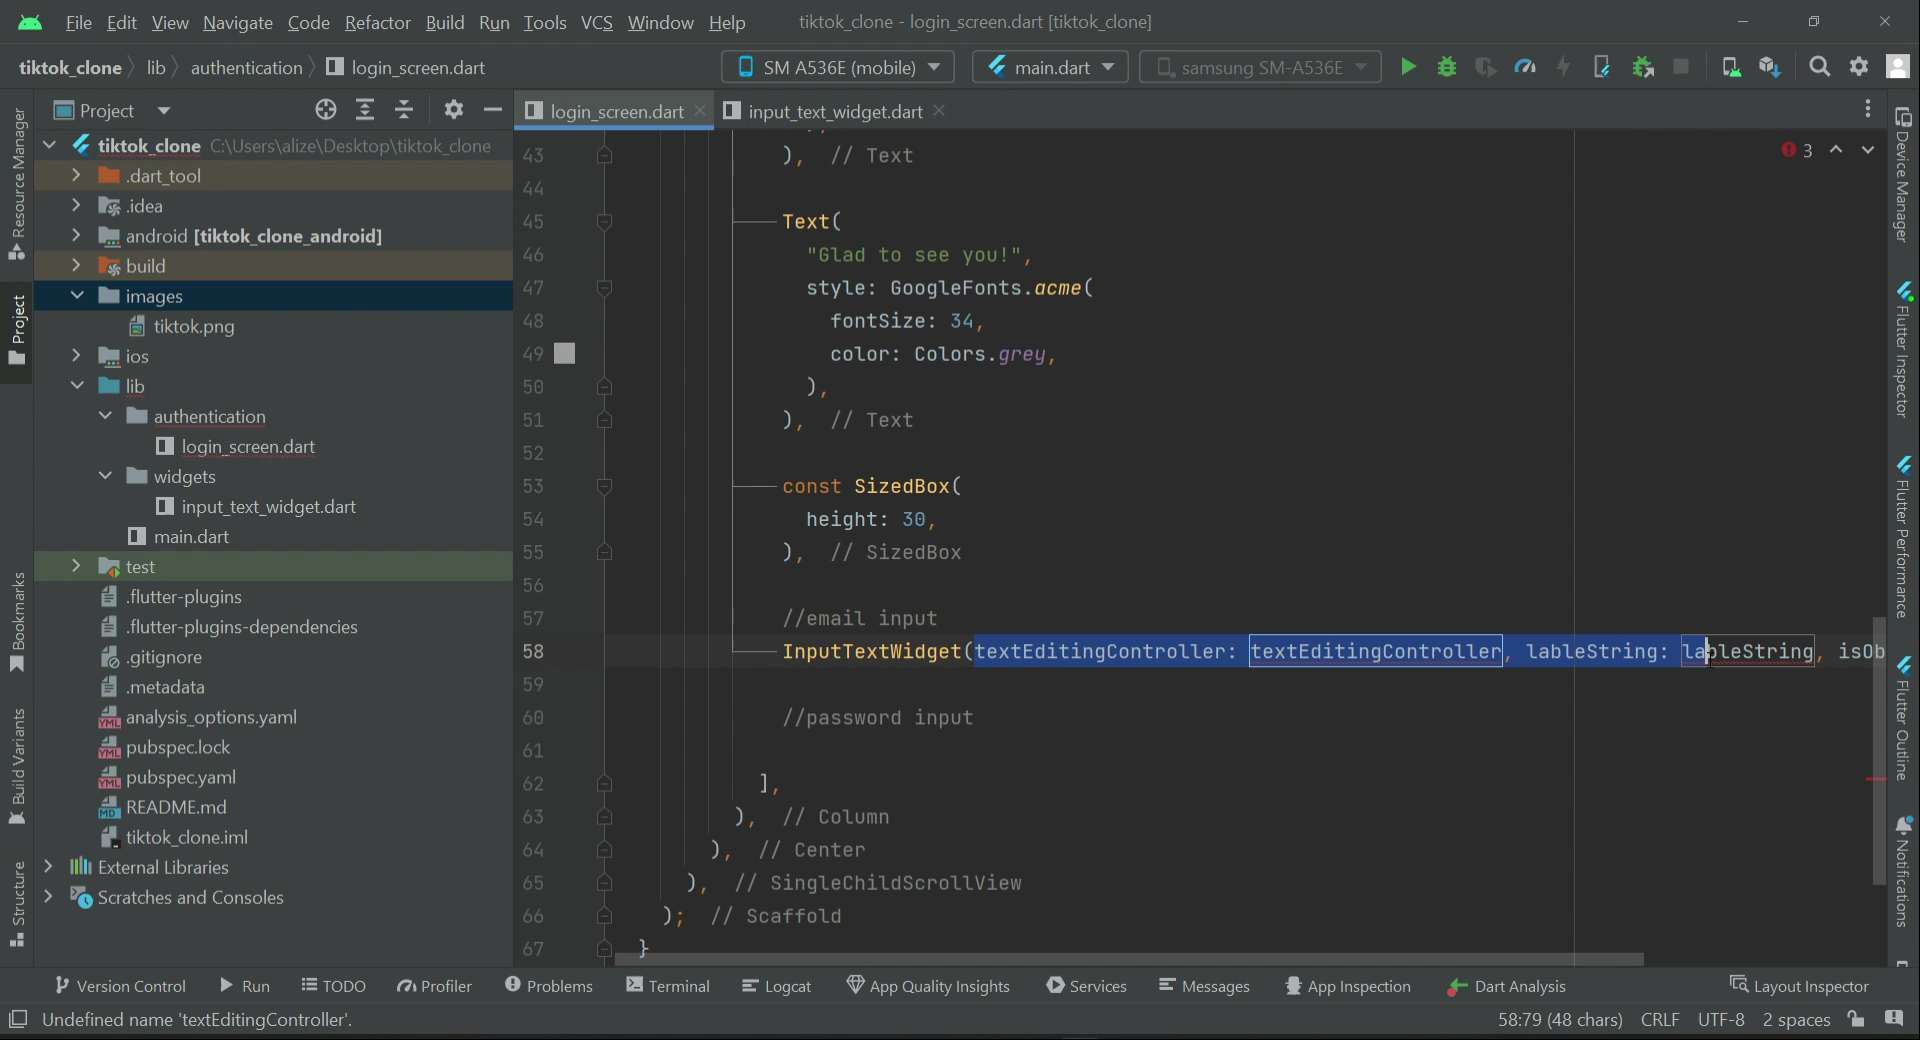 File Edit View Navigate Code Refactor Build Run Tools VCS Window Help tiktok_clone - login_screen.dart [tiktok_clone]
tiktok_clone lib authentication login_screen.dart SM A536E (mobile) main.dart samsung SM-A536E
Project login_screen.dart input_text_widget.dart
Resource Manager
Project
Bookmarks
Build Variants
Structure
tiktok_clone C:\Users\alize\Desktop\tiktok_clone
.dart_tool
.idea
android [tiktok_clone_android]
build
images
tiktok.png
ios
lib
authentication
login_screen.dart
widgets
input_text_widget.dart
main.dart
test
.flutter-plugins
.flutter-plugins-dependencies
.gitignore
.metadata
analysis_options.yaml
pubspec.lock
pubspec.yaml
README.md
tiktok_clone.iml
External Libraries
Scratches and Consoles
3
43 ), // Text
44
45 Text(
46 "Glad to see you!",
47 style: GoogleFonts.acme(
48 fontSize: 34,
49 color: Colors.grey,
50 ),
51 ), // Text
52
53 const SizedBox(
54 height: 30,
55 ), // SizedBox
56
57 //email input
58 InputTextWidget(textEditingController: textEditingController, lableString: lableString, isOb
59
60 //password input
61
62 ],
63 ), // Column
64 ), // Center
65 ), // SingleChildScrollView
66 ); // Scaffold
67 }
Device Manager
Flutter Inspector
Flutter Performance
Flutter Outline
Notifications
Version Control Run TODO Profiler Problems Terminal Logcat App Quality Insights Services Messages App Inspection Dart Analysis Layout Inspector
Undefined name 'textEditingController'. 58:79 (48 chars) CRLF UTF-8 2 spaces